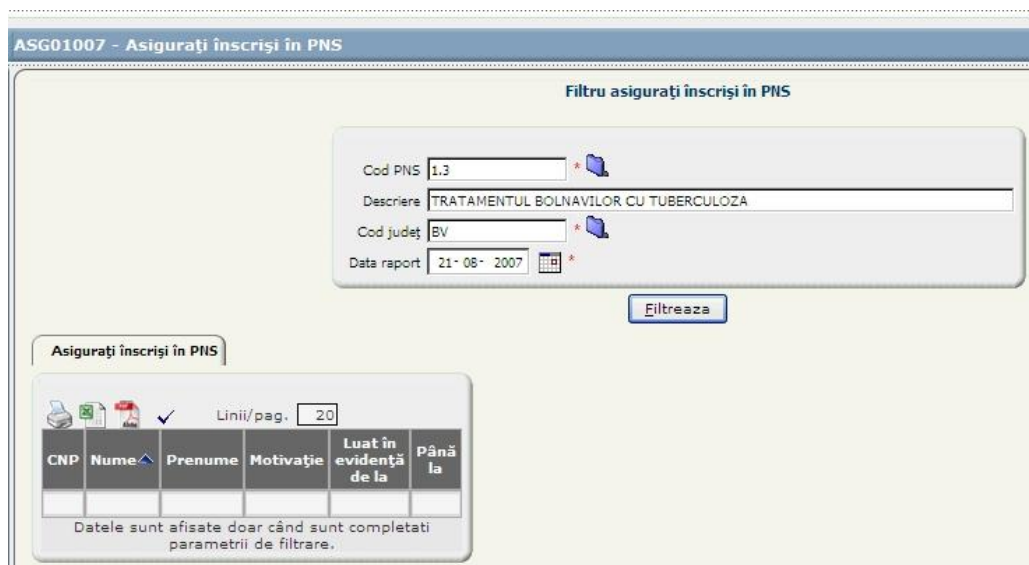 ASG01007 - Asiguraţi înscrişi în PNS
Filtru asiguraţi înscrişi în PNS
Cod PNS 1.3 *
Descriere TRATAMENTUL BOLNAVILOR CU TUBERCULOZA
Cod judeţ BV *
Data raport 21- 08- 2007 *
Filtreaza
Asiguraţi înscrişi în PNS
Linii/pag. 20
CNP Nume Prenume Motivaţie Luat în evidenţă de la Până la
Datele sunt afisate doar când sunt completati
parametrii de filtrare.